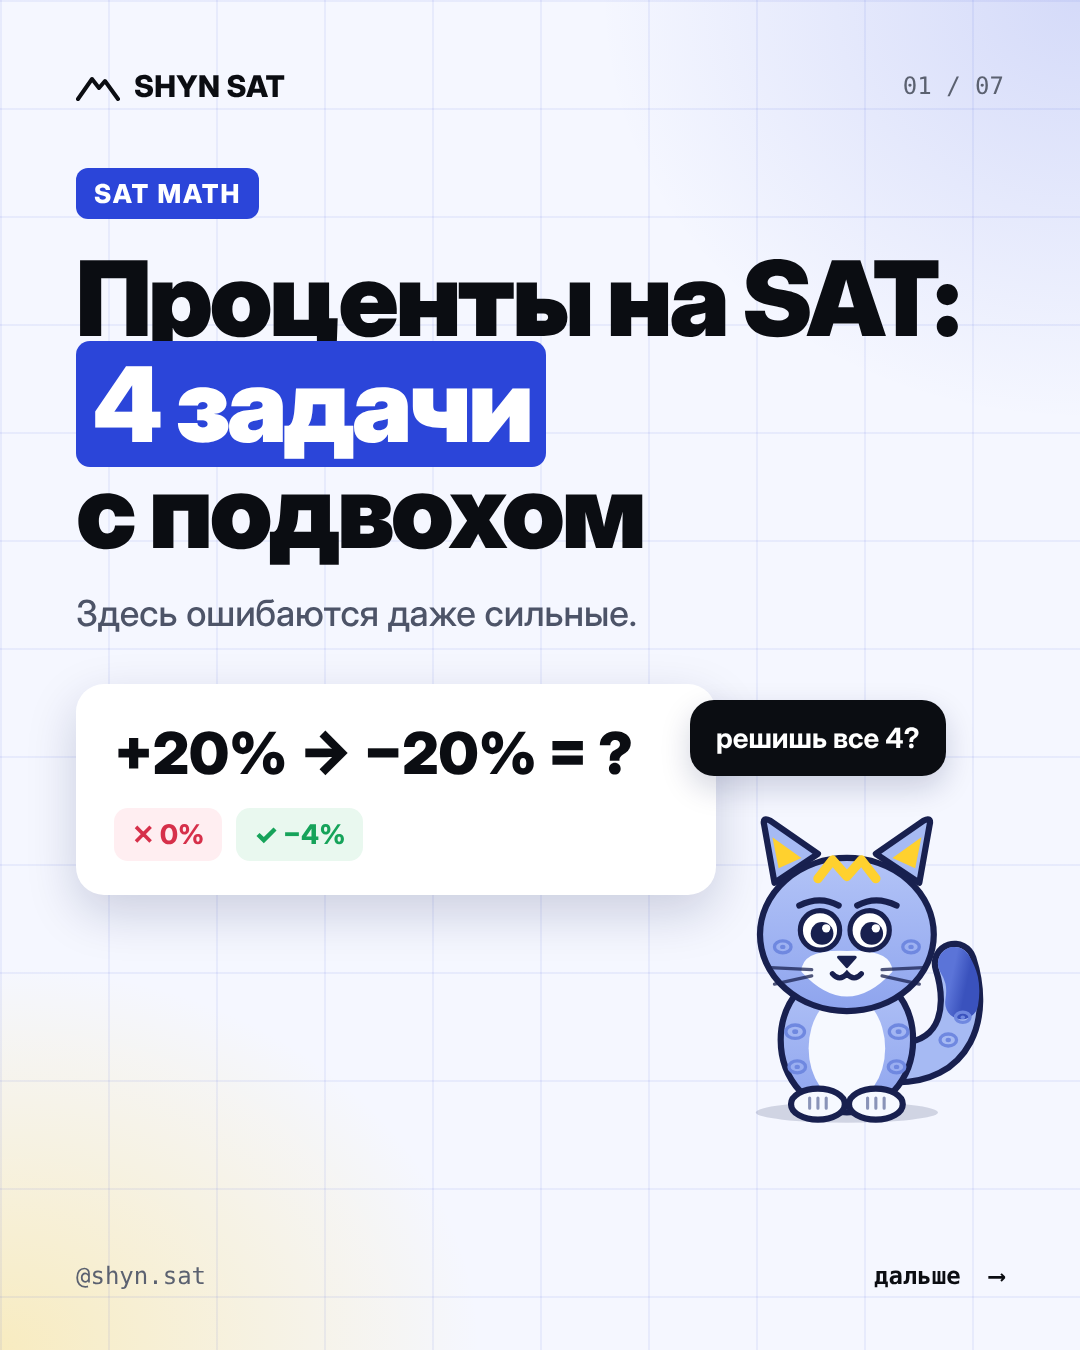 SHYN SAT
01 / 07
SAT MATH
Проценты на SAT:
4 задачи
с подвохом
Здесь ошибаются даже сильные.
+20% → −20% = ?
решишь все 4?
✕ 0%
✓ −4%
@shyn.sat
дальше →